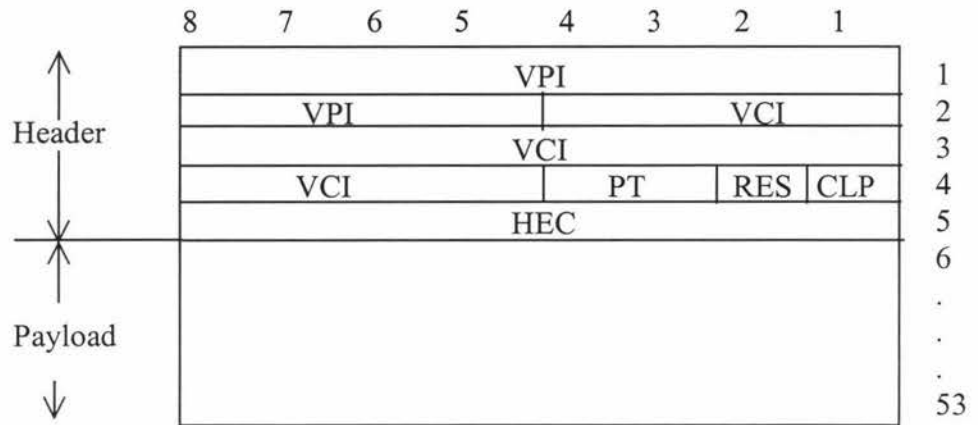 8 7 6 5 4 3 2 1
VPI 1
VPI VCI 2
Header
VCI 3
VCI PT RES CLP 4
HEC 5
6
.
Payload
.
.
53